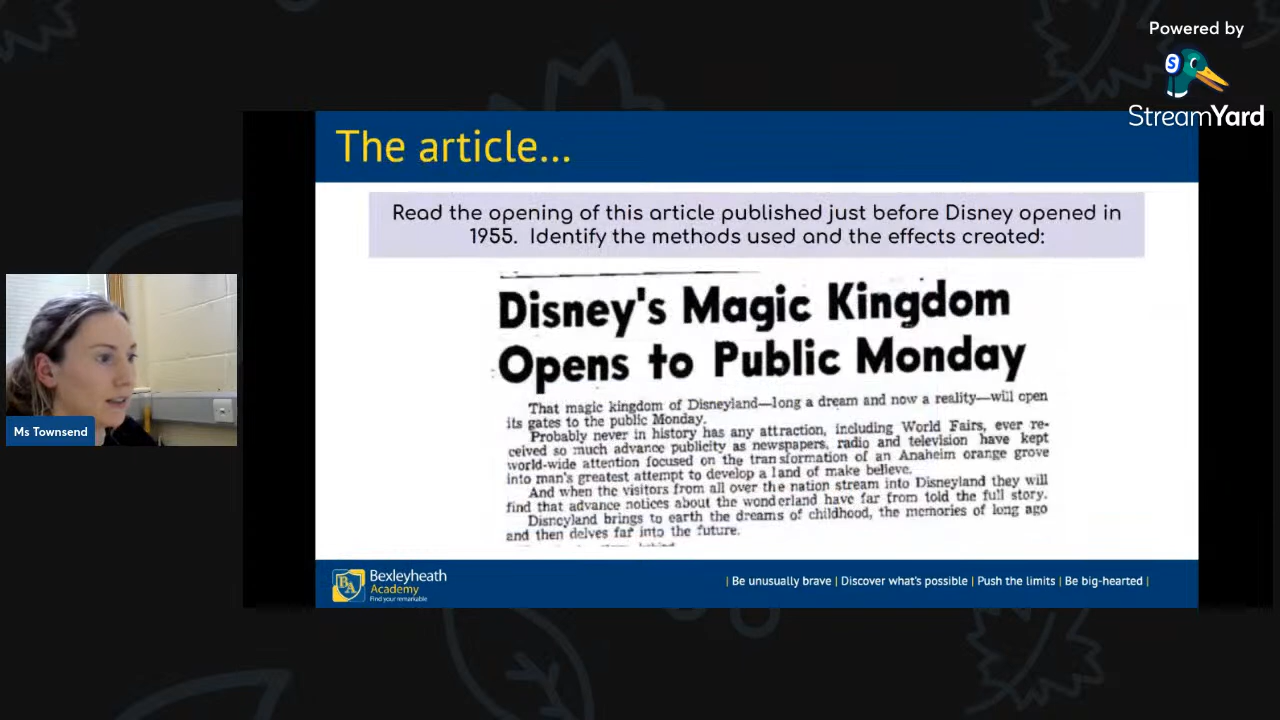 Powered by
StreamYard
The article...
Read the opening of this article published just before Disney opened in
1955. Identify the methods used and the effects created:
Disney's Magic Kingdom
Opens to Public Monday
That magic kingdom of Disneyland—long a dream and now a reality—will open
its gates to the public Monday.
Probably never in history has any attraction, including World Fairs, ever re-
ceived so much advance publicity as newspapers, radio and television have kept
world-wide attention focused on the transformation of an Anaheim orange grove
into man's greatest attempt to develop a land of make believe.
And when the visitors from all over the nation stream into Disneyland they will
find that advance notices about the wonderland have far from told the full story.
Disneyland brings to earth the dreams of childhood, the memories of long ago
and then delves far into the future.
Ms Townsend
BA
Bexleyheath
Academy
Find your remarkable
| Be unusually brave | Discover what's possible | Push the limits | Be big-hearted |